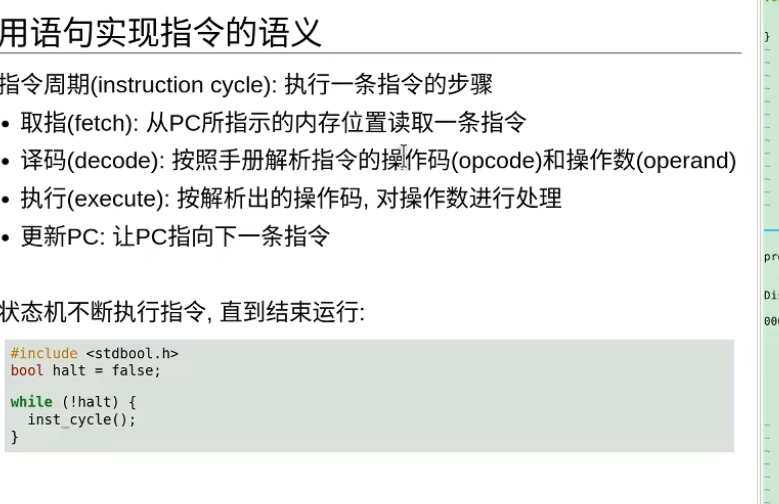 用语句实现指令的语义
指令周期(instruction cycle): 执行一条指令的步骤
• 取指(fetch): 从PC所指示的内存位置读取一条指令
• 译码(decode): 按照手册解析指令的操作码(opcode)和操作数(operand)
• 执行(execute): 按解析出的操作码, 对操作数进行处理
• 更新PC: 让PC指向下一条指令
状态机不断执行指令, 直到结束运行:
#include <stdbool.h>
bool halt = false;
while (!halt) {
  inst_cycle();
}
}